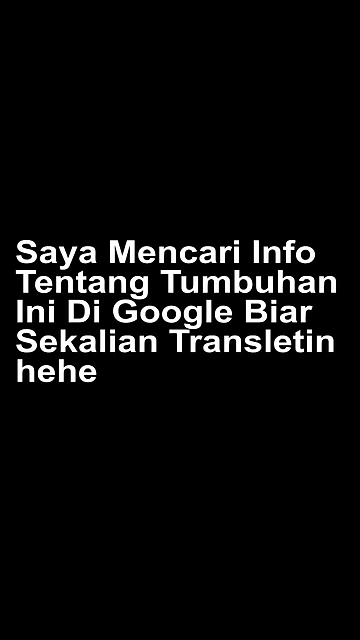 Saya Mencari Info
Tentang Tumbuhan
Ini Di Google Biar
Sekalian Transletin
hehe